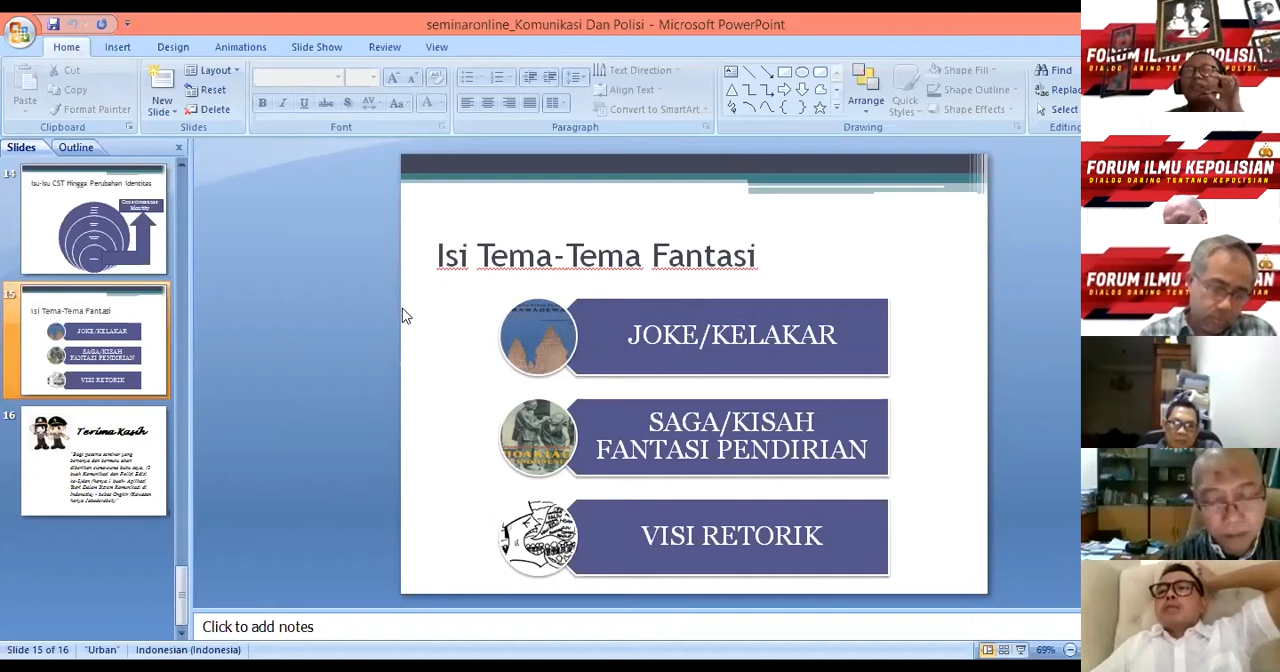 seminaronline_Komunikasi Dan Polisi - Microsoft PowerPoint
Home
Insert
Design
Animations
Slide Show
Review
View
Paste
Cut
Copy
Format Painter
Clipboard
New
Slide
Layout
Reset
Delete
Slides
Font
Text Direction
Align Text
Convert to SmartArt
Paragraph
Arrange
Quick
Styles
Shape Fill
Shape Outline
Shape Effects
Drawing
Find
Replac
Select
Editing
Slides
Outline
14
Isu-Isu CST Hingga Perubahan Identitas
15
Isi Tema-Tema Fantasi
JOKE/KELAKAR
SAGA/KISAH
FANTASI PENDIRIAN
VISI RETORIK
16
Terima Kasih
Isi Tema-Tema Fantasi
JOKE/KELAKAR
SAGA/KISAH
FANTASI PENDIRIAN
VISI RETORIK
Click to add notes
Slide 15 of 16
"Urban"
Indonesian (Indonesia)
69%
FORUM ILMU KEPOLISIAN
FORUM ILMU KEPOLISIAN
DIALOG DARING TENTANG KEPOLISIAN
FORUM ILMU KEPOLISIAN